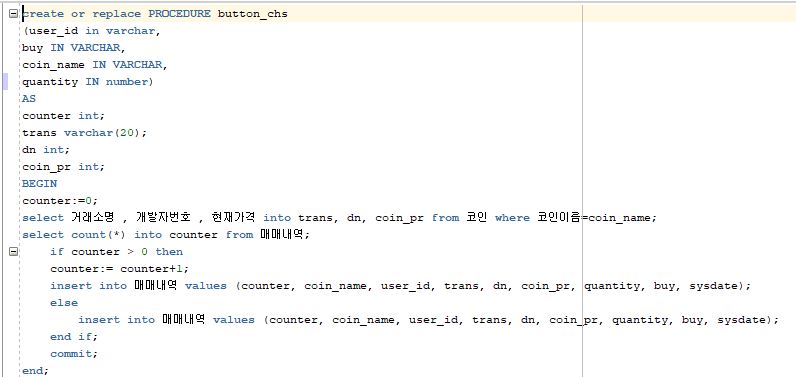 create or replace PROCEDURE button_chs
(user_id in varchar,
buy IN VARCHAR,
coin_name IN VARCHAR,
quantity IN number)
AS
counter int;
trans varchar(20);
dn int;
coin_pr int;
BEGIN
counter:=0;
select 거래소명 , 개발자번호 , 현재가격 into trans, dn, coin_pr from 코인 where 코인이름=coin_name;
select count(*) into counter from 매매내역;
if counter > 0 then
counter:= counter+1;
insert into 매매내역 values (counter, coin_name, user_id, trans, dn, coin_pr, quantity, buy, sysdate);
else
insert into 매매내역 values (counter, coin_name, user_id, trans, dn, coin_pr, quantity, buy, sysdate);
end if;
commit;
end;